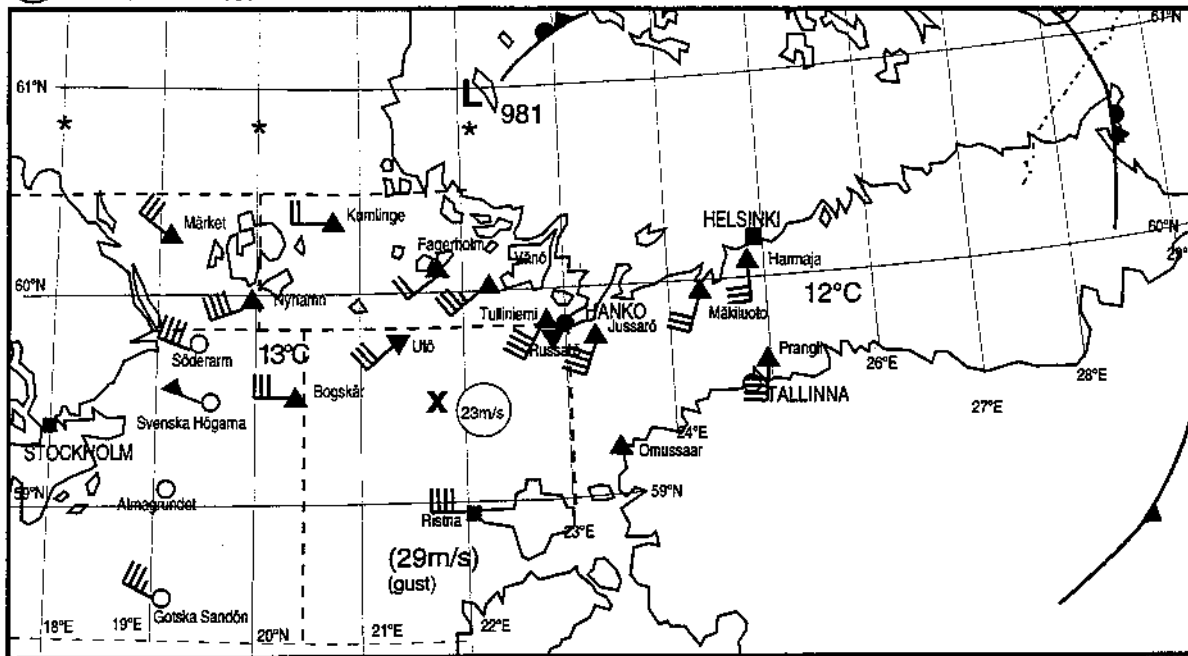 61°N
61°N
L
981
*
*
*
Märket
Kumlinge
HELSINKI
60°N
Fagerholm
Vånö
Harmaja
60°N
Nyhamn
12°C
Tulliniemi
HANKO
Jussarö
Mäkiluoto
Russarö
Söderarm
13°C
Utö
Prangli
26°E
28°E
Bogskär
X
23m/s
TALLINNA
Svenska Högarna
27°E
STOCKHOLM
24°E
Omussaar
59°N
Almagrundet
59°N
Ristna
23°E
(29m/s)
(gust)
Gotska Sandön
18°E
19°E
20°N
21°E
22°E